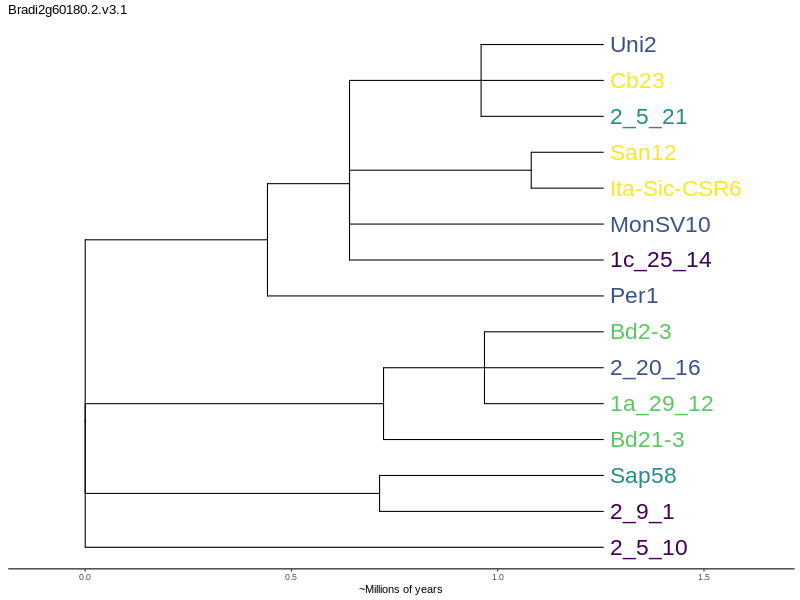 Bradi2g60180.2.v3.1
Uni2
Cb23
2_5_21
San12
Ita-Sic-CSR6
MonSV10
1c_25_14
Per1
Bd2-3
2_20_16
1a_29_12
Bd21-3
Sap58
2_9_1
2_5_10
0.0 0.5 1.0 1.5
~Millions of years